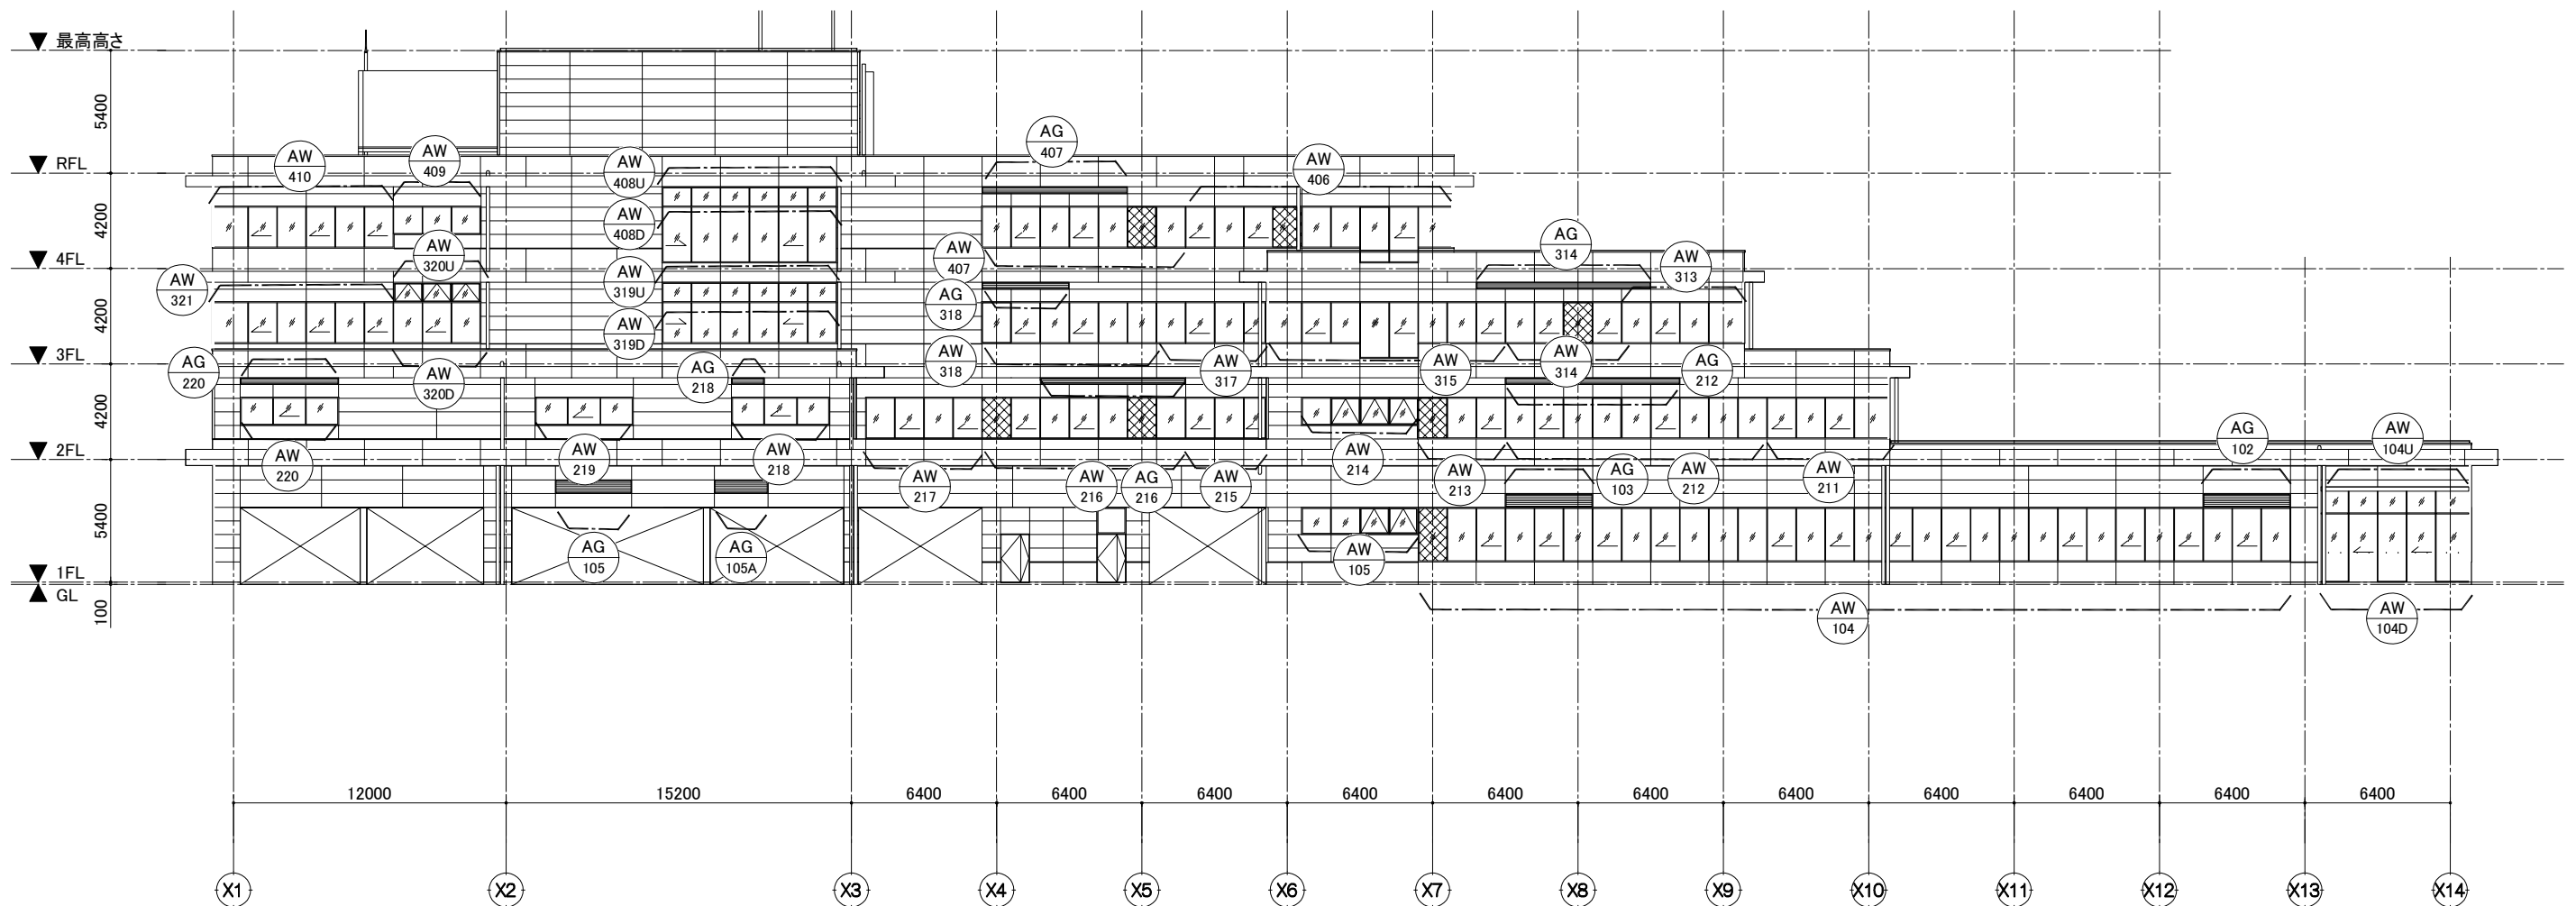 最高高さ
5400
AG
407
AW
409
AW
410
AW
408U
RFL
AW
406
4200
AW
408D
AG
314
AW
320U
AW
407
AW
313
4FL
AW
321
AW
319U
AG
318
4200
AW
319D
3FL
AG
220
AW
320D
AG
218
AW
318
AW
317
AW
315
AW
314
AG
212
4200
AG
102
AW
104U
2FL
AW
220
AW
219
AW
218
AW
214
AW
217
AW
216
AG
216
AW
215
AW
213
AG
103
AW
212
AW
211
5400
AG
105
AG
105A
AW
105
1FL
GL
100
AW
104
AW
104D
12000 15200 6400 6400 6400 6400 6400 6400 6400 6400 6400 6400 6400
X1 X2 X3 X4 X5 X6 X7 X8 X9 X10 X11 X12 X13 X14